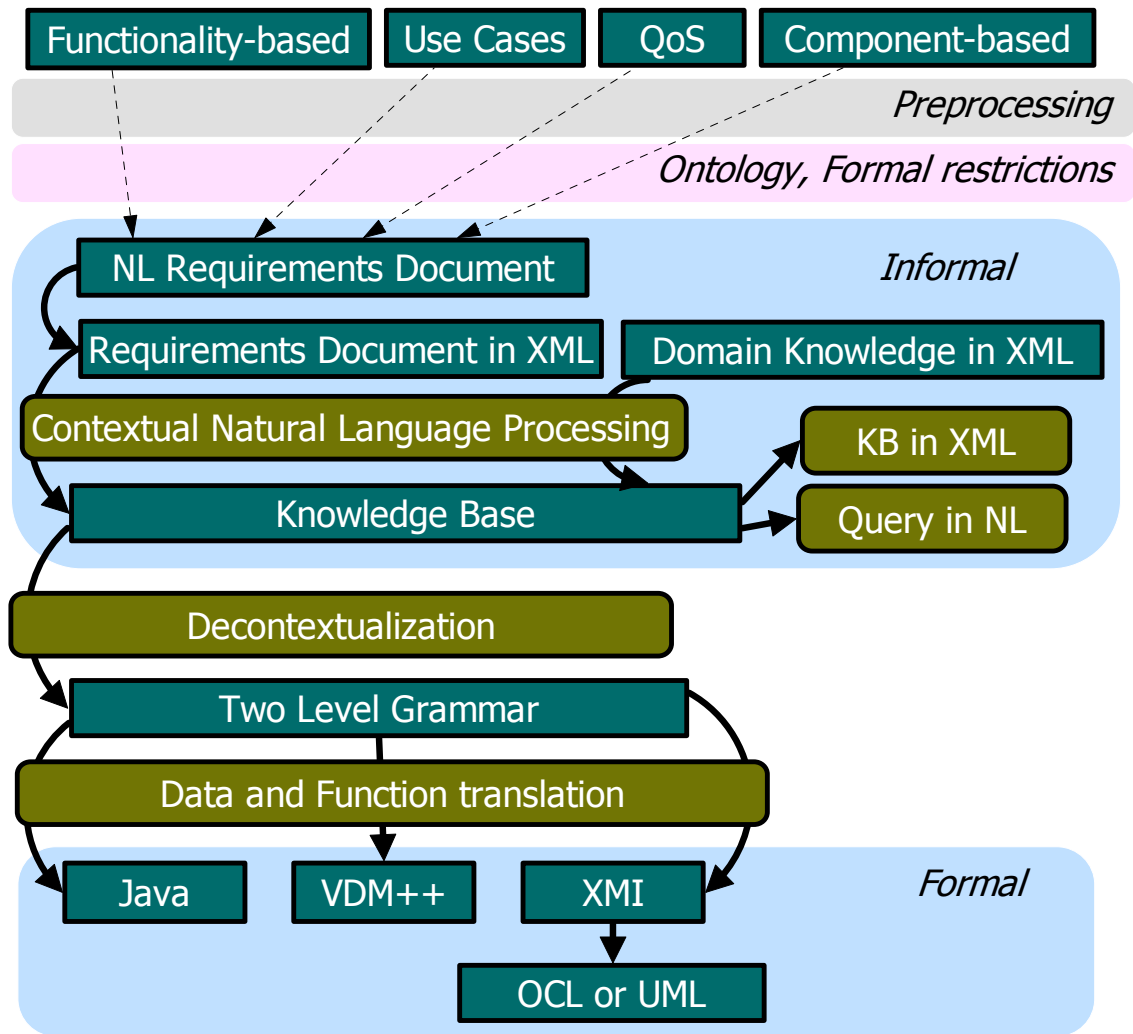 Functionality-based
Use Cases
QoS
Component-based
Preprocessing
Ontology, Formal restrictions
NL Requirements Document
Informal
Requirements Document in XML
Domain Knowledge in XML
Contextual Natural Language Processing
KB in XML
Knowledge Base
Query in NL
Decontextualization
Two Level Grammar
Data and Function translation
Java
VDM++
XMI
Formal
OCL or UML